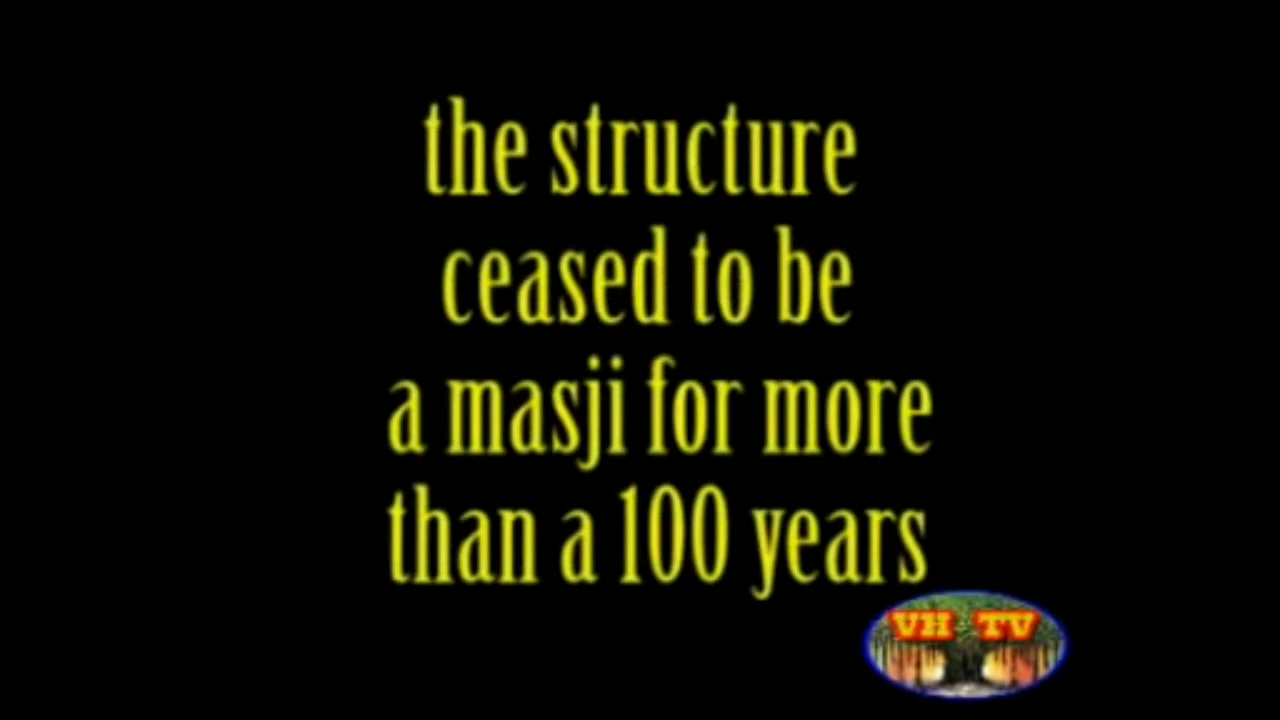 the structure
ceased to be
a masji for more
than a 100 years
VH TV